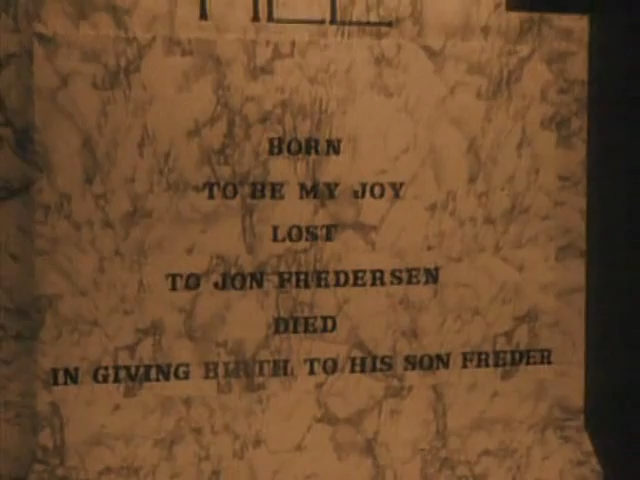 BORN
TO BE MY JOY
LOST
TO JON FREDERSEN
DIED
IN GIVING BIRTH TO HIS SON FREDER